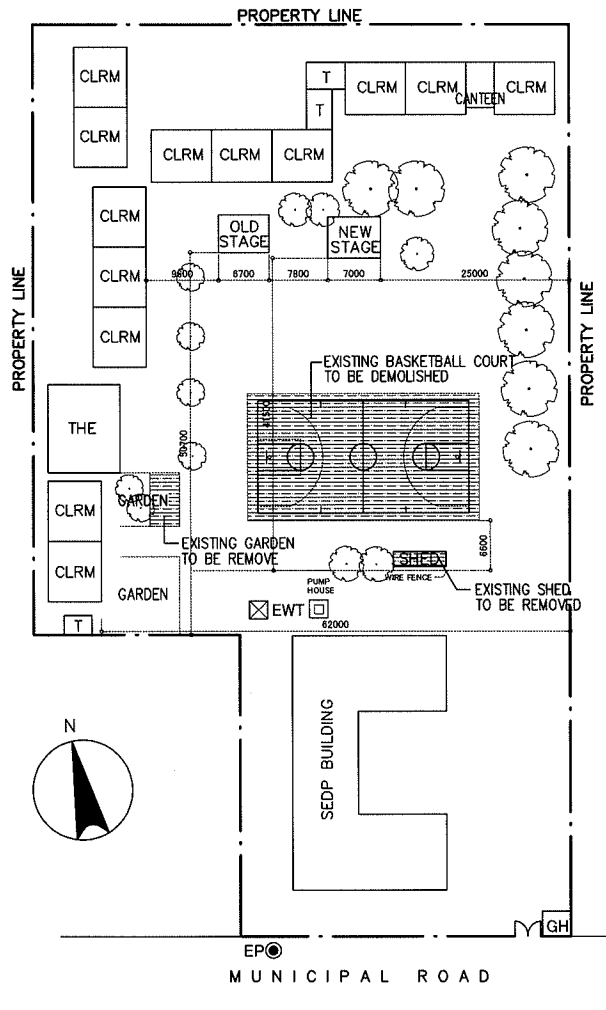 PROPERTY LINE
CLRM
T
CLRM
CLRM
CLRM
CANTEEN
T
CLRM
CLRM
CLRM
CLRM
CLRM
OLD
STAGE
NEW
STAGE
CLRM
PROPERTY LINE
9800
6700
7800
7000
25000
PROPERTY LINE
CLRM
EXISTING BASKETBALL COURT
TO BE DEMOLISHED
THE
GARDEN
CLRM
EXISTING GARDEN
TO BE REMOVE
6600
SHED
WIRE FENCE
CLRM
GARDEN
PUMP
HOUSE
EXISTING SHED
TO BE REMOVED
EWT
T
62000
SEDP BUILDING
N
GH
EP
MUNICIPAL ROAD